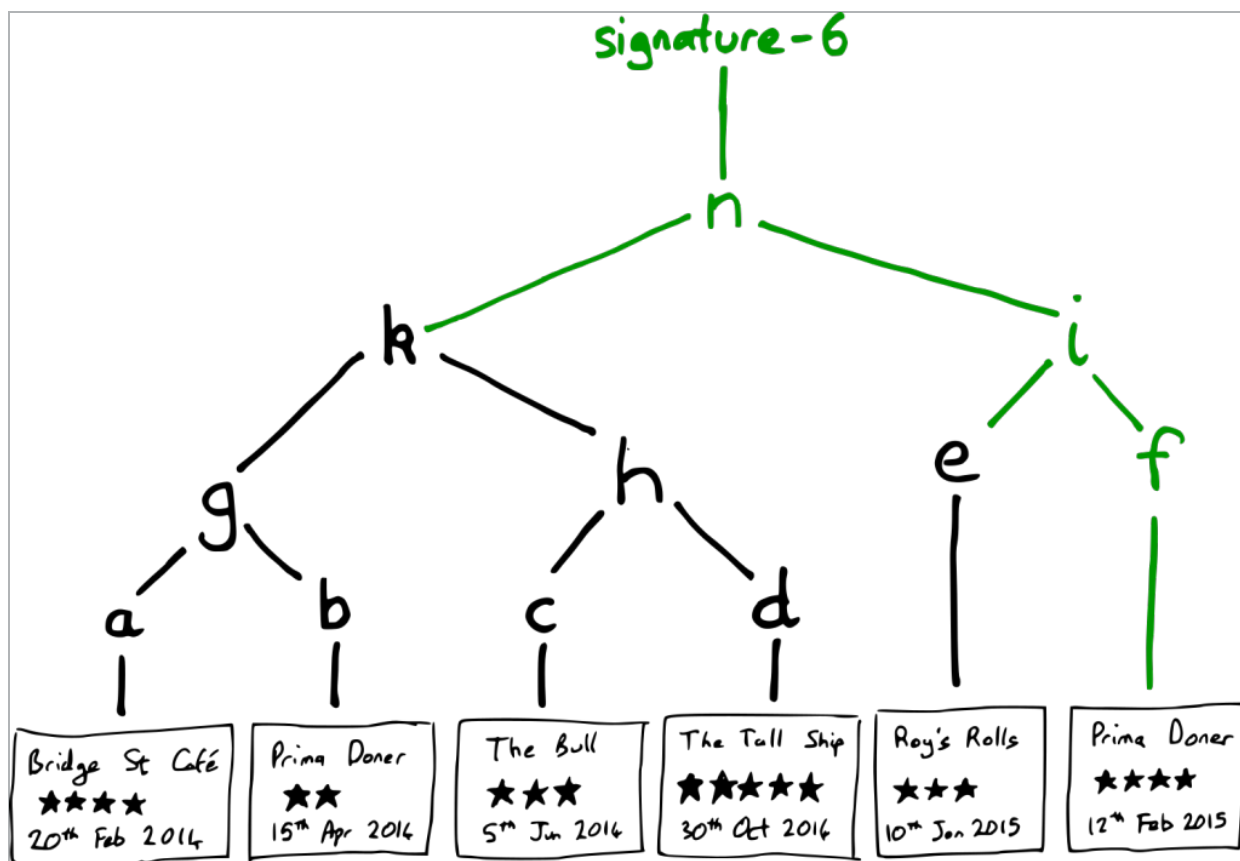 signature-6
n
k
i
g
h
e
f
a
b
c
d
Bridge St Café
★★★★
20th Feb 2014
Prima Doner
★★
15th Apr 2014
The Bull
★★★
5th Jun 2014
The Tall Ship
★★★★★
30th Oct 2014
Roy's Rolls
★★★
10th Jan 2015
Prima Doner
★★★★
12th Feb 2015